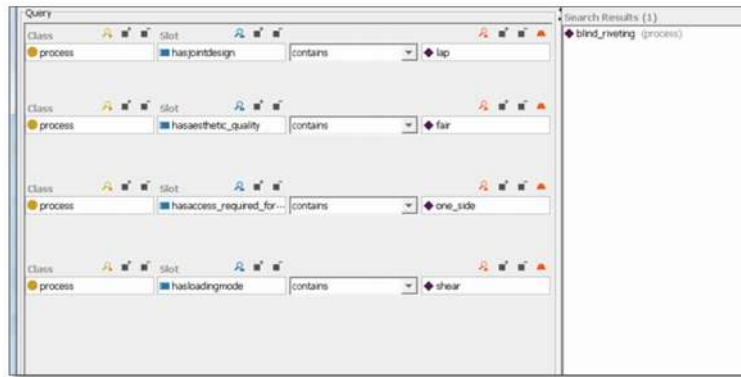 Query
Search Results (1)
Class Slot
process hasjointdesign contains lap
blind_riveting (process)
Class Slot
process hasaesthetic_quality contains fair
Class Slot
process hasaccess_required_for... contains one_side
Class Slot
process hasloadingmode contains shear